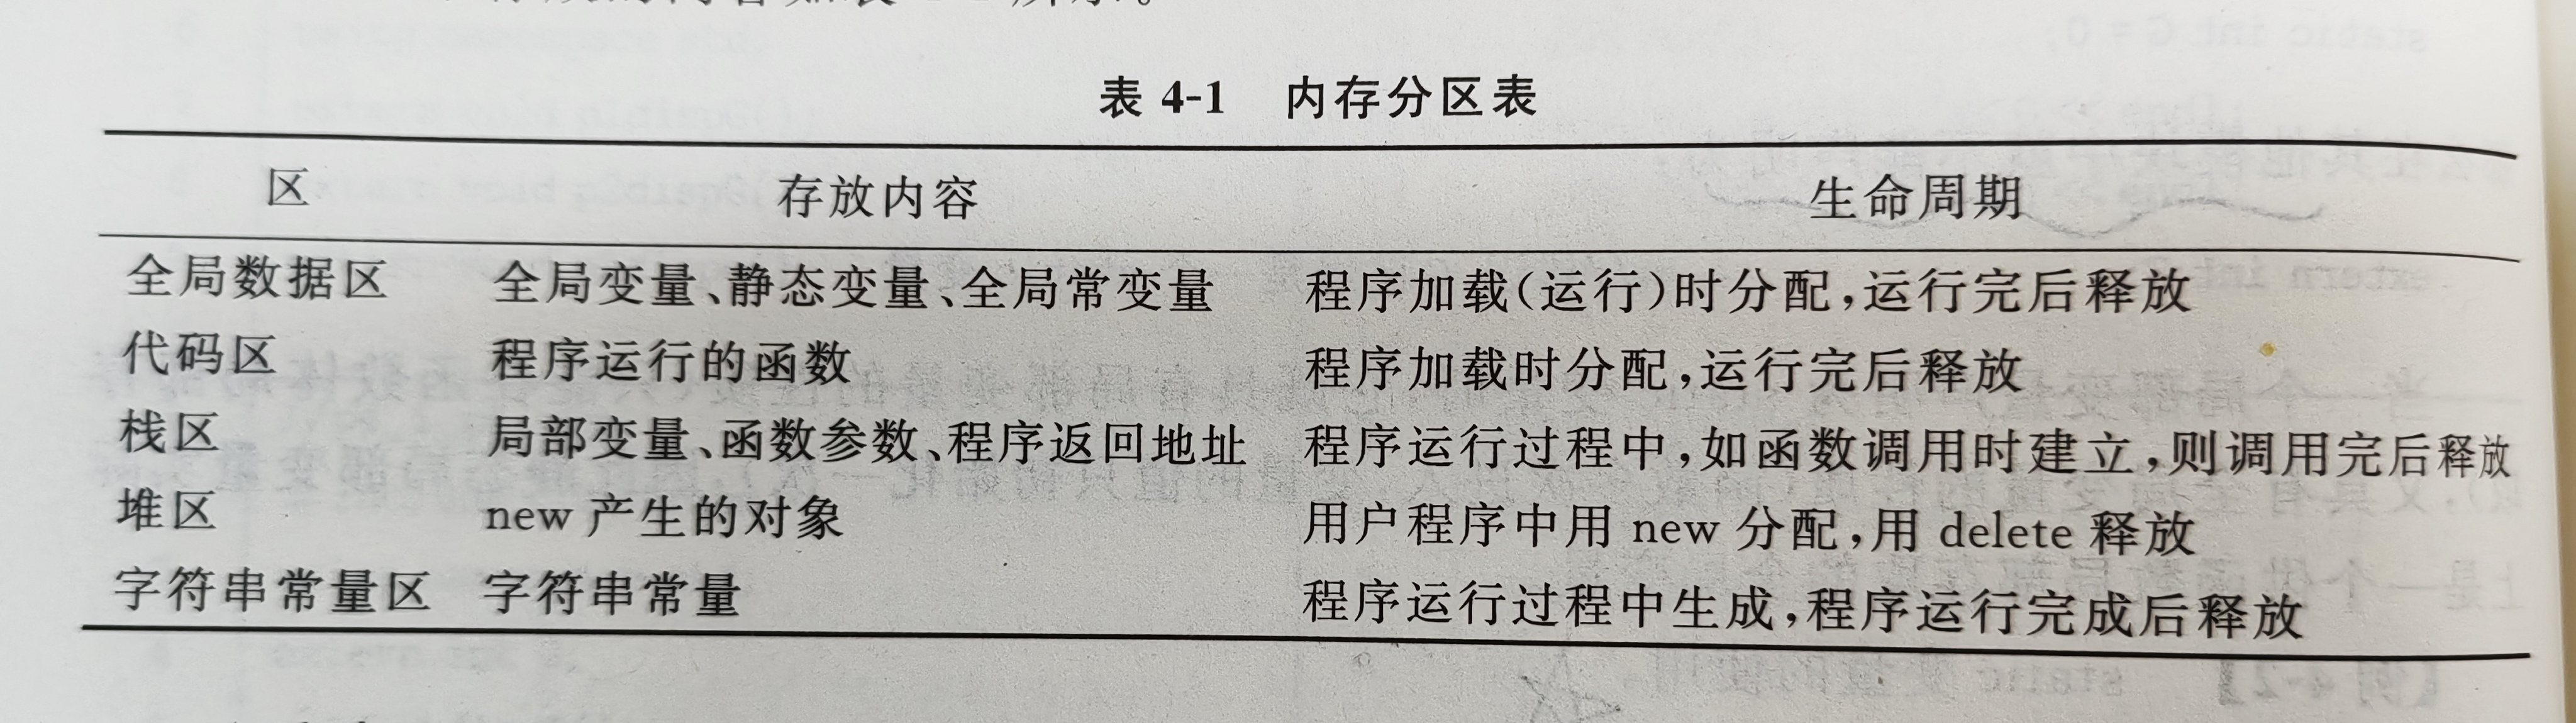 表 4-1 内存分区表
区 存放内容 生命周期
全局数据区 全局变量、静态变量、全局常变量 程序加载(运行)时分配,运行完后释放
代码区 程序运行的函数 程序加载时分配,运行完后释放
栈区 局部变量、函数参数、程序返回地址 程序运行过程中,如函数调用时建立,则调用完后释放
堆区 new 产生的对象 用户程序中用 new 分配,用 delete 释放
字符串常量区 字符串常量 程序运行过程中生成,程序运行完成后释放